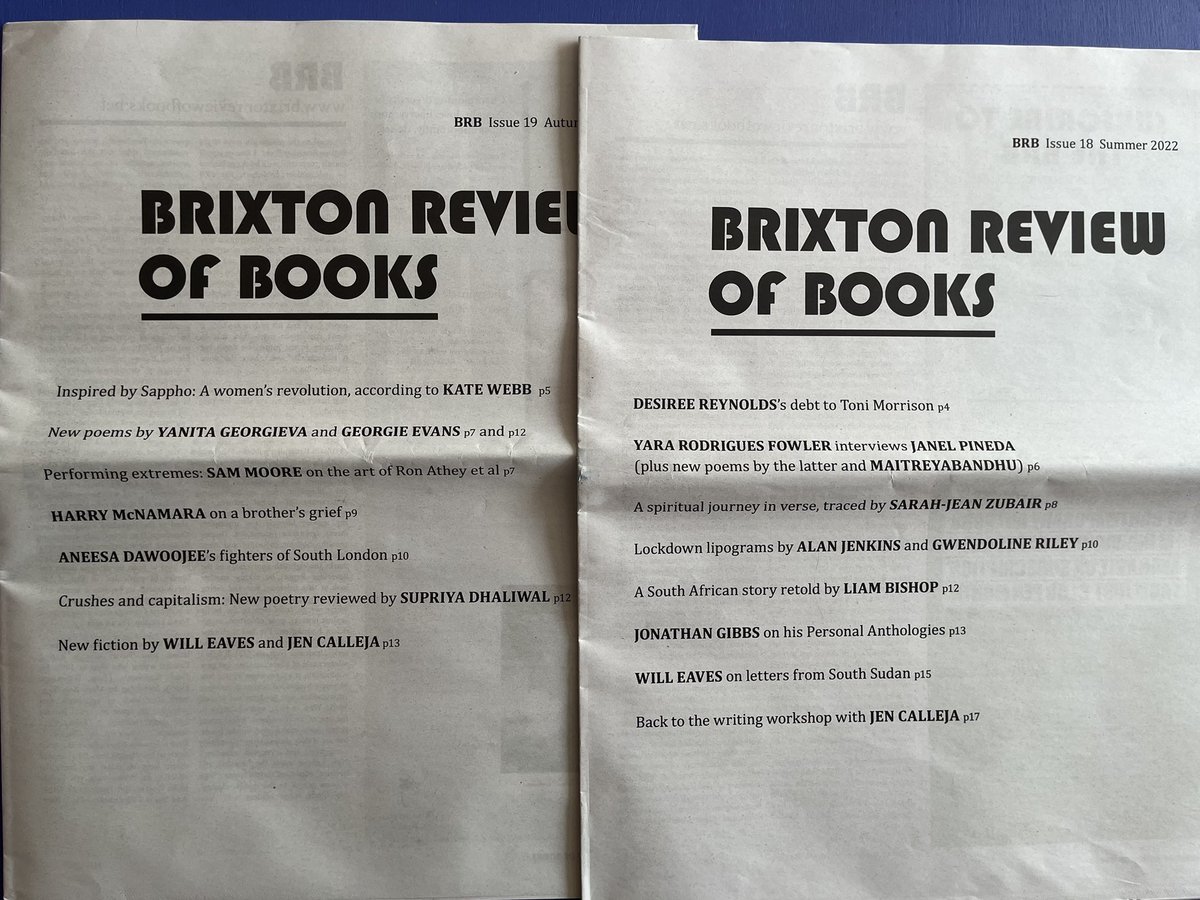 BRB Issue 19 Autu
BRIXTON REVIE
OF BOOKS
Inspired by Sappho: A women's revolution, according to KATE WEBB p5
New poems by YANITA GEORGIEVA and GEORGIE EVANS p7 and p12
Performing extremes: SAM MOORE on the art of Ron Athey et al p7
HARRY McNAMARA on a brother's grief p9
ANEESA DAWOOJEE's fighters of South London p10
Crushes and capitalism: New poetry reviewed by SUPRIYA DHALIWAL p12
New fiction by WILL EAVES and JEN CALLEJA p13
BRB Issue 18 Summer 2022
BRIXTON REVIEW
OF BOOKS
DESIREE REYNOLDS's debt to Toni Morrison p4
YARA RODRIGUES FOWLER interviews JANEL PINEDA
(plus new poems by the latter and MAITREYABANDHU) p6
A spiritual journey in verse, traced by SARAH-JEAN ZUBAIR p8
Lockdown lipograms by ALAN JENKINS and GWENDOLINE RILEY p10
A South African story retold by LIAM BISHOP p12
JONATHAN GIBBS on his Personal Anthologies p13
WILL EAVES on letters from South Sudan p15
Back to the writing workshop with JEN CALLEJA p17